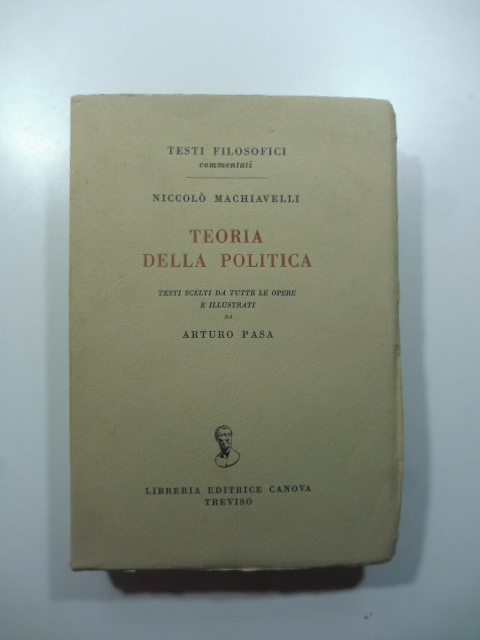 TESTI FILOSOFICI
commentati
NICCOLÒ MACHIAVELLI
TEORIA
DELLA POLITICA
TESTI SCELTI DA TUTTE LE OPERE
E ILLUSTRATI
DA
ARTURO PASA
LIBRERIA EDITRICE CANOVA
TREVISO